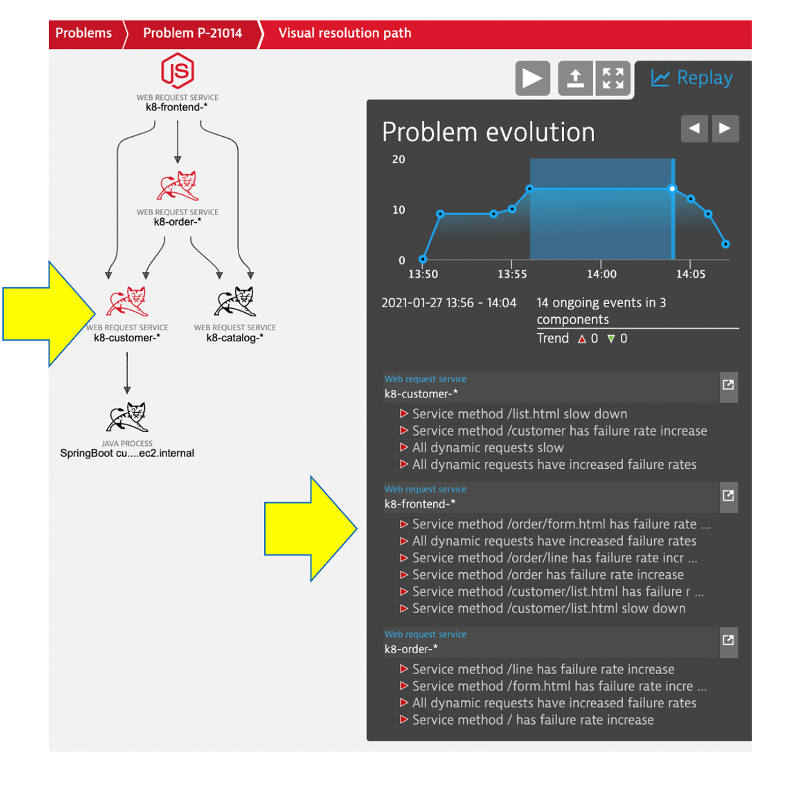 Problems
Problem P-21014
Visual resolution path
JS
WEB REQUEST SERVICE
k8-frontend-*
WEB REQUEST SERVICE
k8-order-*
WEB REQUEST SERVICE
k8-customer-*
WEB REQUEST SERVICE
k8-catalog-*
JAVA PROCESS
SpringBoot cu....ec2.internal
Replay
Problem evolution
20
10
0
13:50
13:55
14:00
14:05
2021-01-27 13:56 - 14:04
14 ongoing events in 3
components
Trend 0 0
Web request service
k8-customer-*
Service method /list.html slow down
Service method /customer has failure rate increase
All dynamic requests slow
All dynamic requests have increased failure rates
Web request service
k8-frontend-*
Service method /order/form.html has failure rate ...
All dynamic requests have increased failure rates
Service method /order/line has failure rate incr ...
Service method /order has failure rate increase
Service method /customer/list.html has failure r ...
Service method /customer/list.html slow down
Web request service
k8-order-*
Service method /line has failure rate increase
Service method /form.html has failure rate incre ...
All dynamic requests have increased failure rates
Service method / has failure rate increase